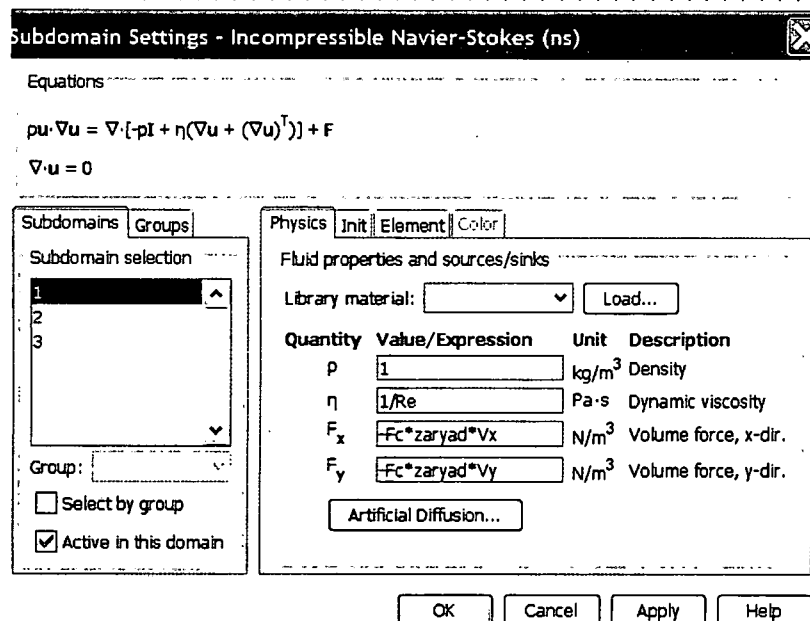 Subdomain Settings - Incompressible Navier-Stokes (ns)
Equations
ρu·∇u = ∇·[-pI + η(∇u + (∇u)ᵀ)] + F
∇·u = 0
Subdomains Groups
Subdomain selection
1
2
3
Group:
Select by group
Active in this domain
Physics Init Element Color
Fluid properties and sources/sinks
Library material: Load...
Quantity Value/Expression Unit Description
ρ 1 kg/m³ Density
η 1/Re Pa·s Dynamic viscosity
Fₓ -Fc*zaryad*Vx N/m³ Volume force, x-dir.
Fᵧ -Fc*zaryad*Vy N/m³ Volume force, y-dir.
Artificial Diffusion...
OK Cancel Apply Help